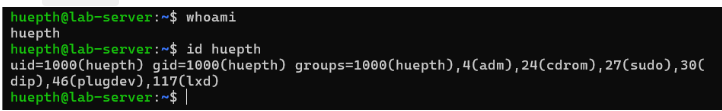 huepth@lab-server:~$ whoami
huepth
huepth@lab-server:~$ id huepth
uid=1000(huepth) gid=1000(huepth) groups=1000(huepth),4(adm),24(cdrom),27(sudo),30(
dip),46(plugdev),117(lxd)
huepth@lab-server:~$